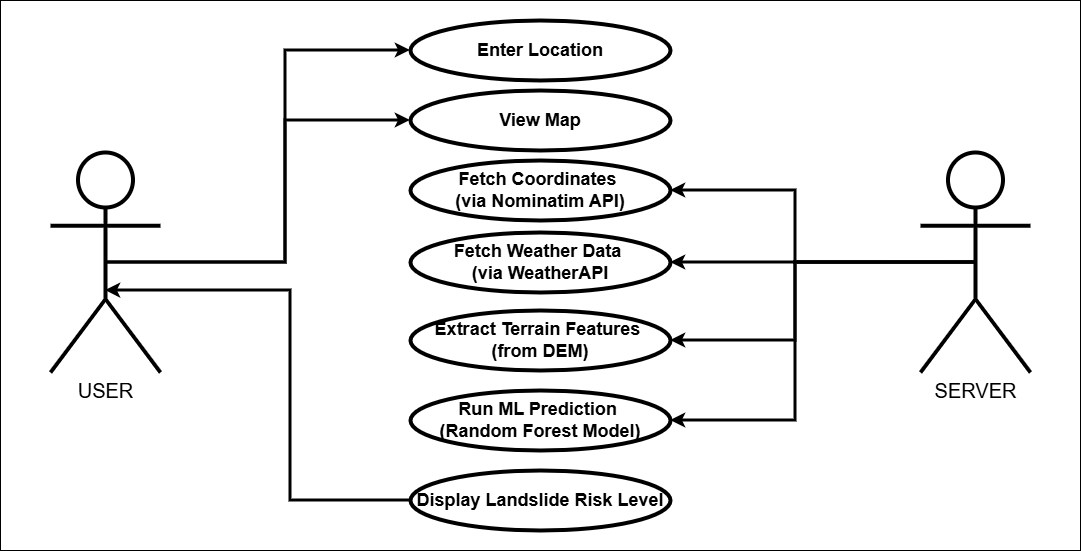 Enter Location
View Map
Fetch Coordinates
(via Nominatim API)
Fetch Weather Data
(via WeatherAPI
Extract Terrain Features
(from DEM)
Run ML Prediction
(Random Forest Model)
Display Landslide Risk Level
USER
SERVER